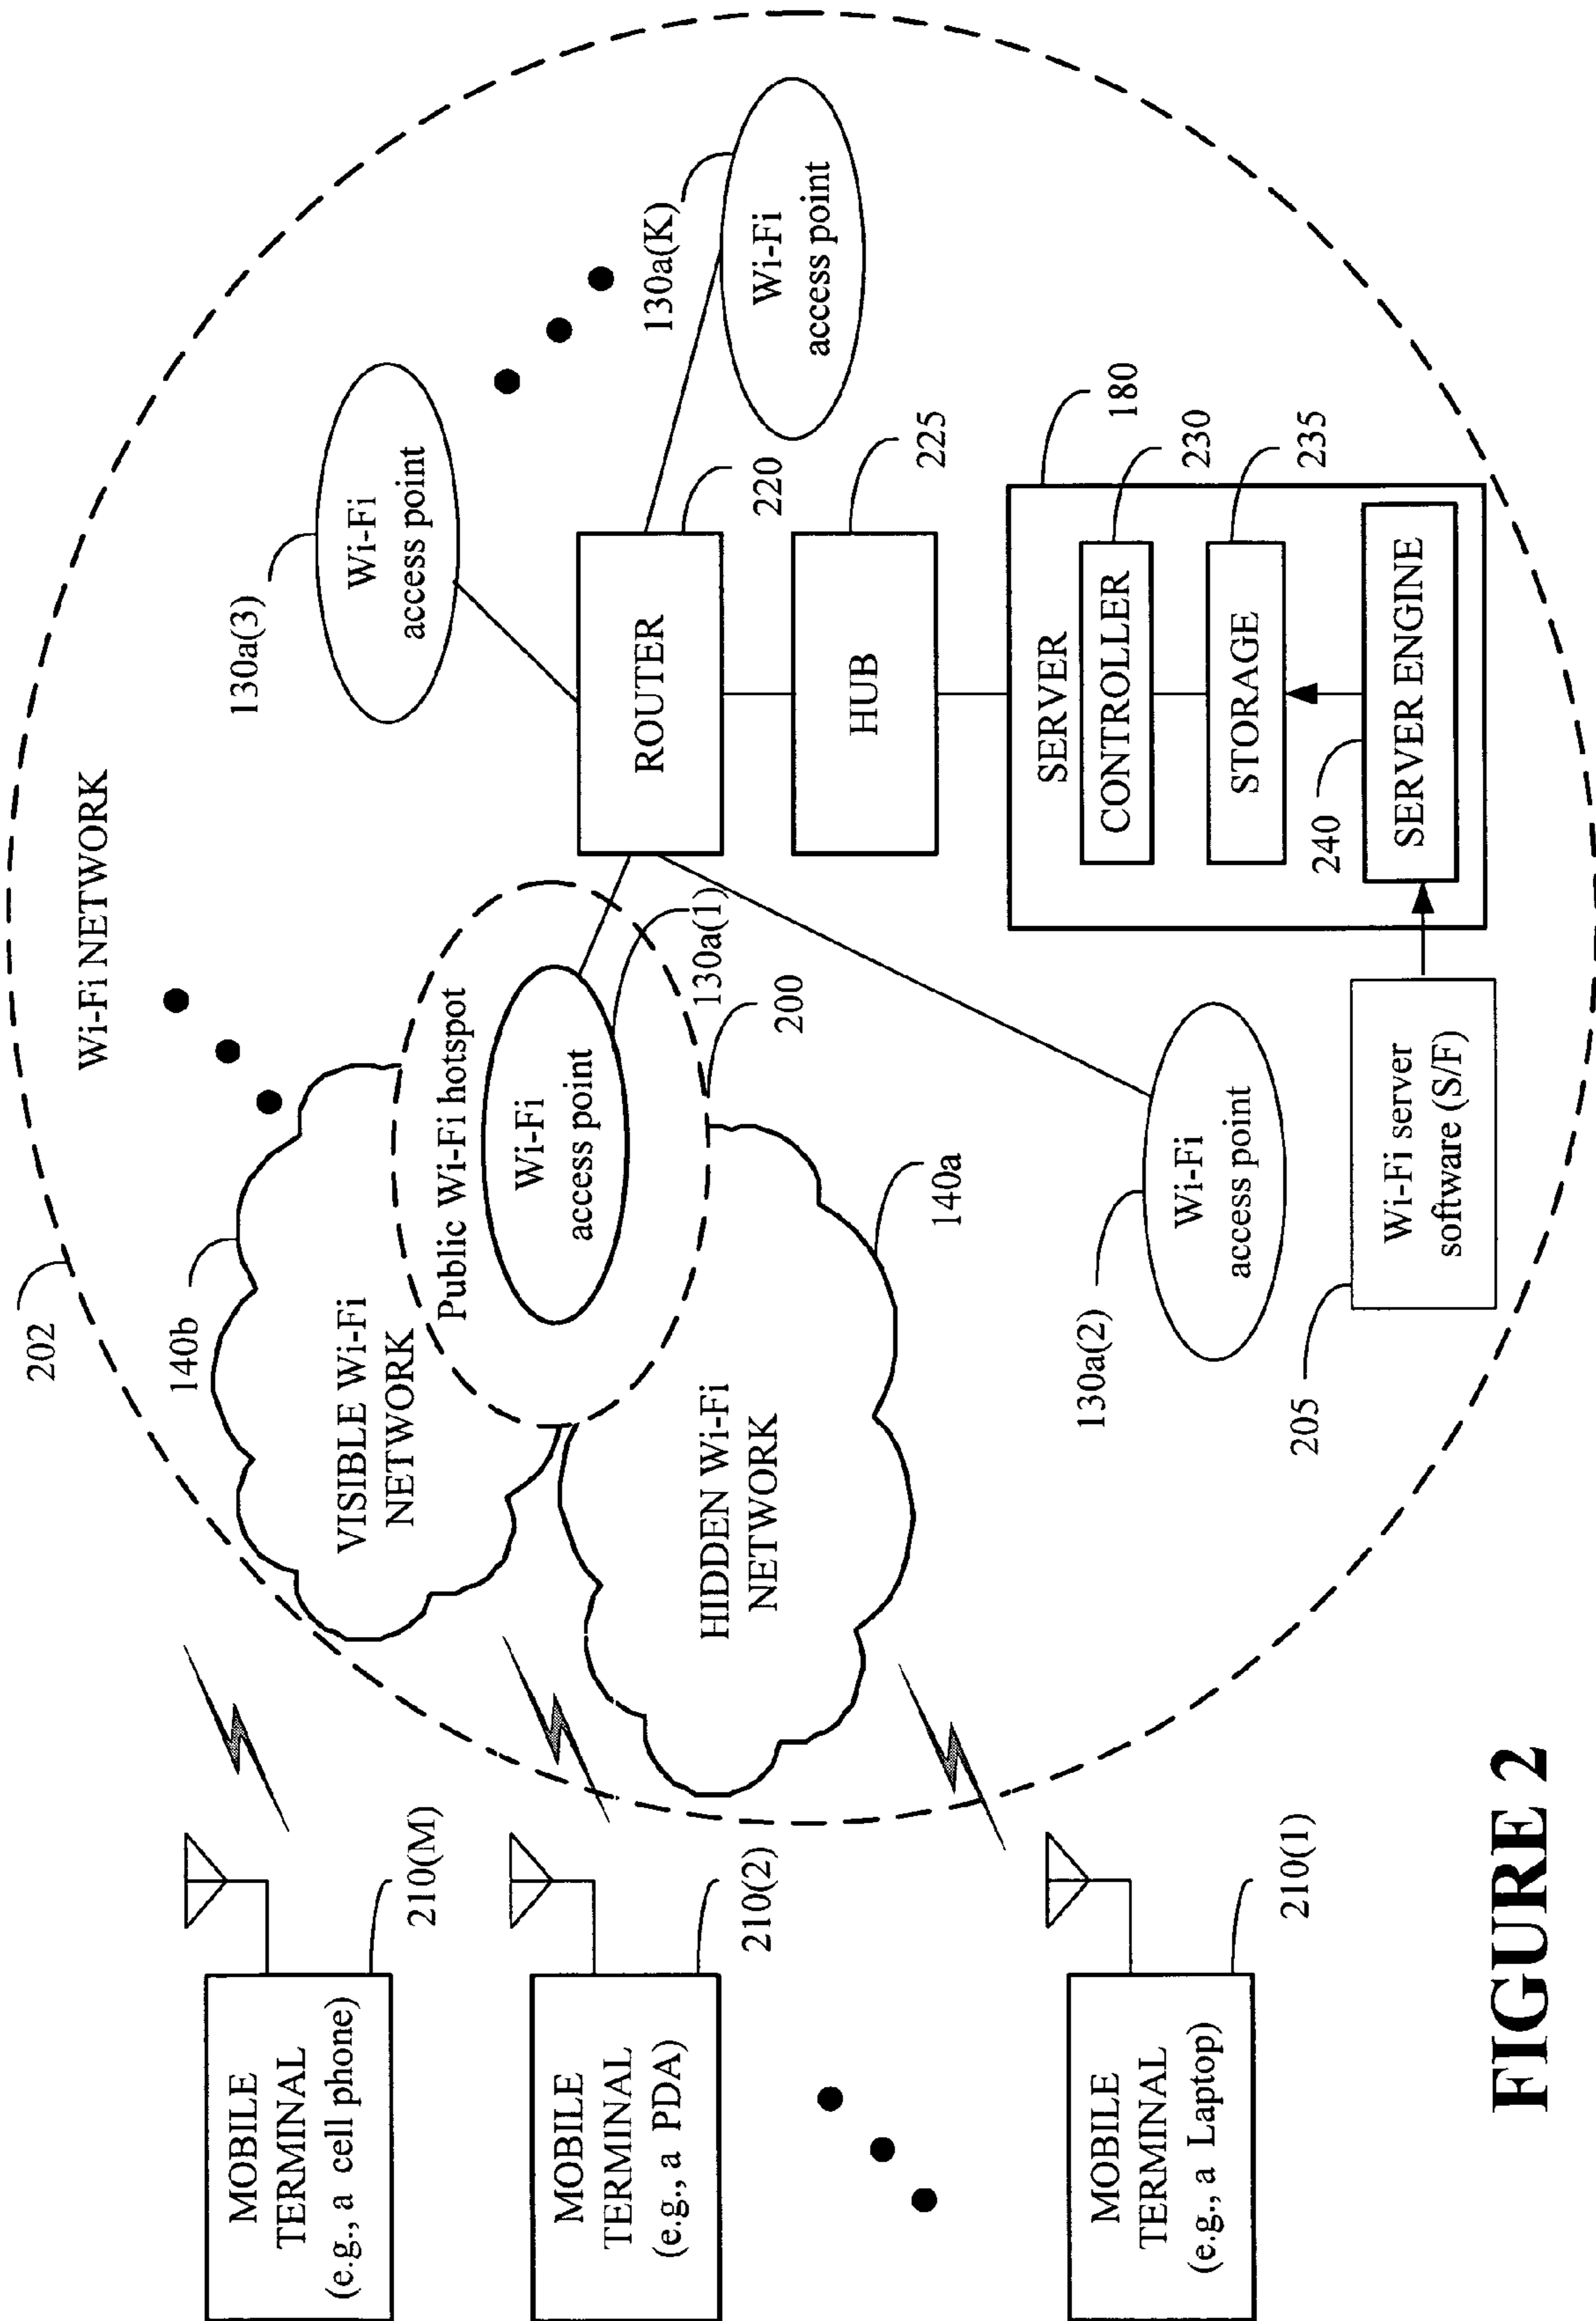 202
Wi-Fi NETWORK
140b
VISIBLE Wi-Fi
NETWORK
Public Wi-Fi hotspot
Wi-Fi
access point
130a(1)
200
HIDDEN Wi-Fi
NETWORK
140a
130a(3)
Wi-Fi
access point
130a(K)
Wi-Fi
access point
ROUTER
220
HUB
225
SERVER
180
CONTROLLER
230
STORAGE
235
240
SERVER ENGINE
130a(2)
Wi-Fi
access point
205
Wi-Fi server
software (S/F)
MOBILE
TERMINAL
(e.g., a cell phone)
210(M)
MOBILE
TERMINAL
(e.g., a PDA)
210(2)
MOBILE
TERMINAL
(e.g., a Laptop)
210(1)
FIGURE 2